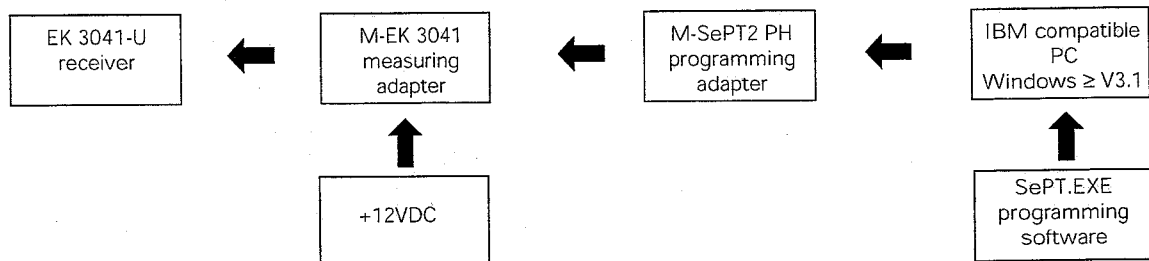 EK 3041-U
receiver
M-EK 3041
measuring
adapter
M-SePT2 PH
programming
adapter
IBM compatible
PC
Windows ≥ V3.1
+12VDC
SePT.EXE
programming
software